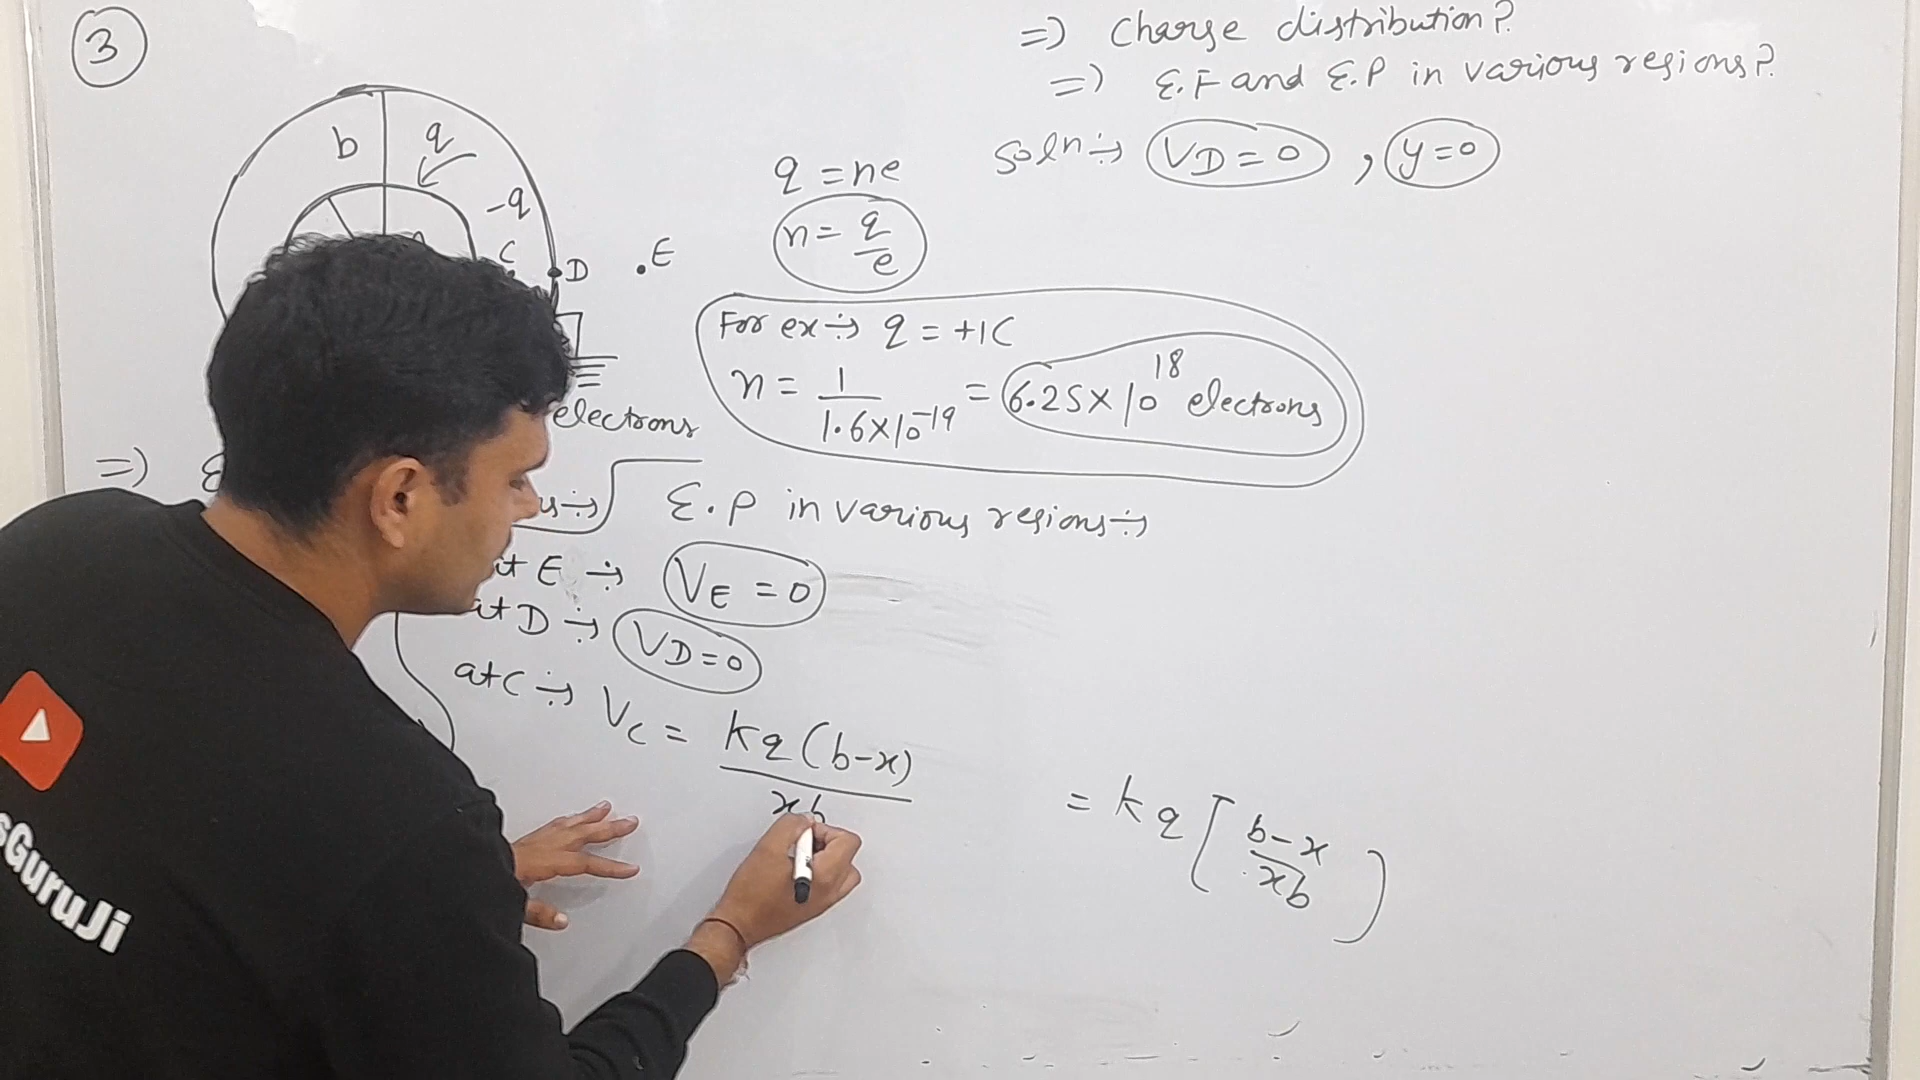 3
=) Charge distribution?
=) E.F and E.P in various regions?
Soln÷> VD = 0 , y=0
b
q
-q
C
D
.E
q = ne
n = q/e
For ex÷> q = +1C
n = 1/1.6×10^-19 = 6.25×10^18 electrons
electrons
=)
E.P in various regions÷>
at E ÷> VE = 0
at D ÷> VD = 0
at C ÷> VC = kq(b-x)/xb = kq[b-x/xb)
sGuruJi